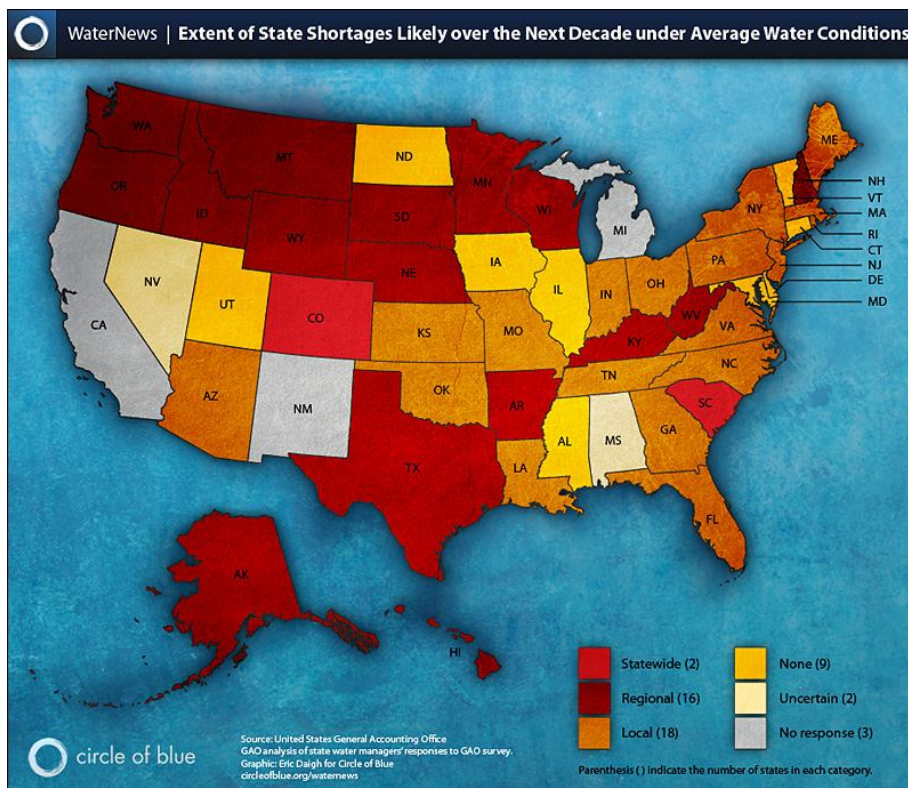 WaterNews | Extent of State Shortages Likely over the Next Decade under Average Water Conditions
WA
MT
ND
MN
ME
OR
ID
WY
SD
WI
MI
NY
NH
VT
MA
RI
CT
NJ
DE
MD
NV
UT
CO
NE
IA
IL
IN
OH
PA
CA
KS
MO
KY
WV
VA
AZ
NM
OK
AR
TN
NC
SC
TX
LA
AL
MS
GA
FL
AK
HI
Statewide (2)
Regional (16)
Local (18)
None (9)
Uncertain (2)
No response (3)
Parenthesis ( ) indicate the number of states in each category.
circle of blue
Source: United States General Accounting Office
GAO analysis of state water managers' responses to GAO survey.
Graphic: Eric Daigh for Circle of Blue
circleofblue.org/waternews